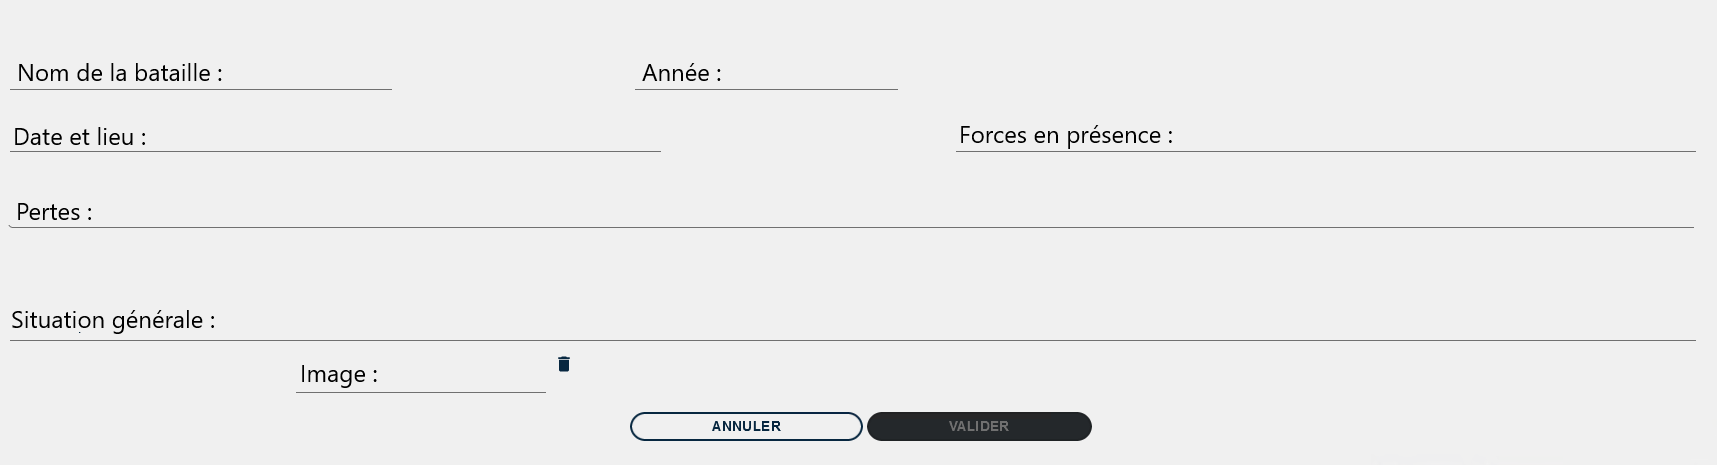 Nom de la bataille :
Année :
Date et lieu :
Forces en présence :
Pertes :
Situation générale :
Image :
ANNULER
VALIDER